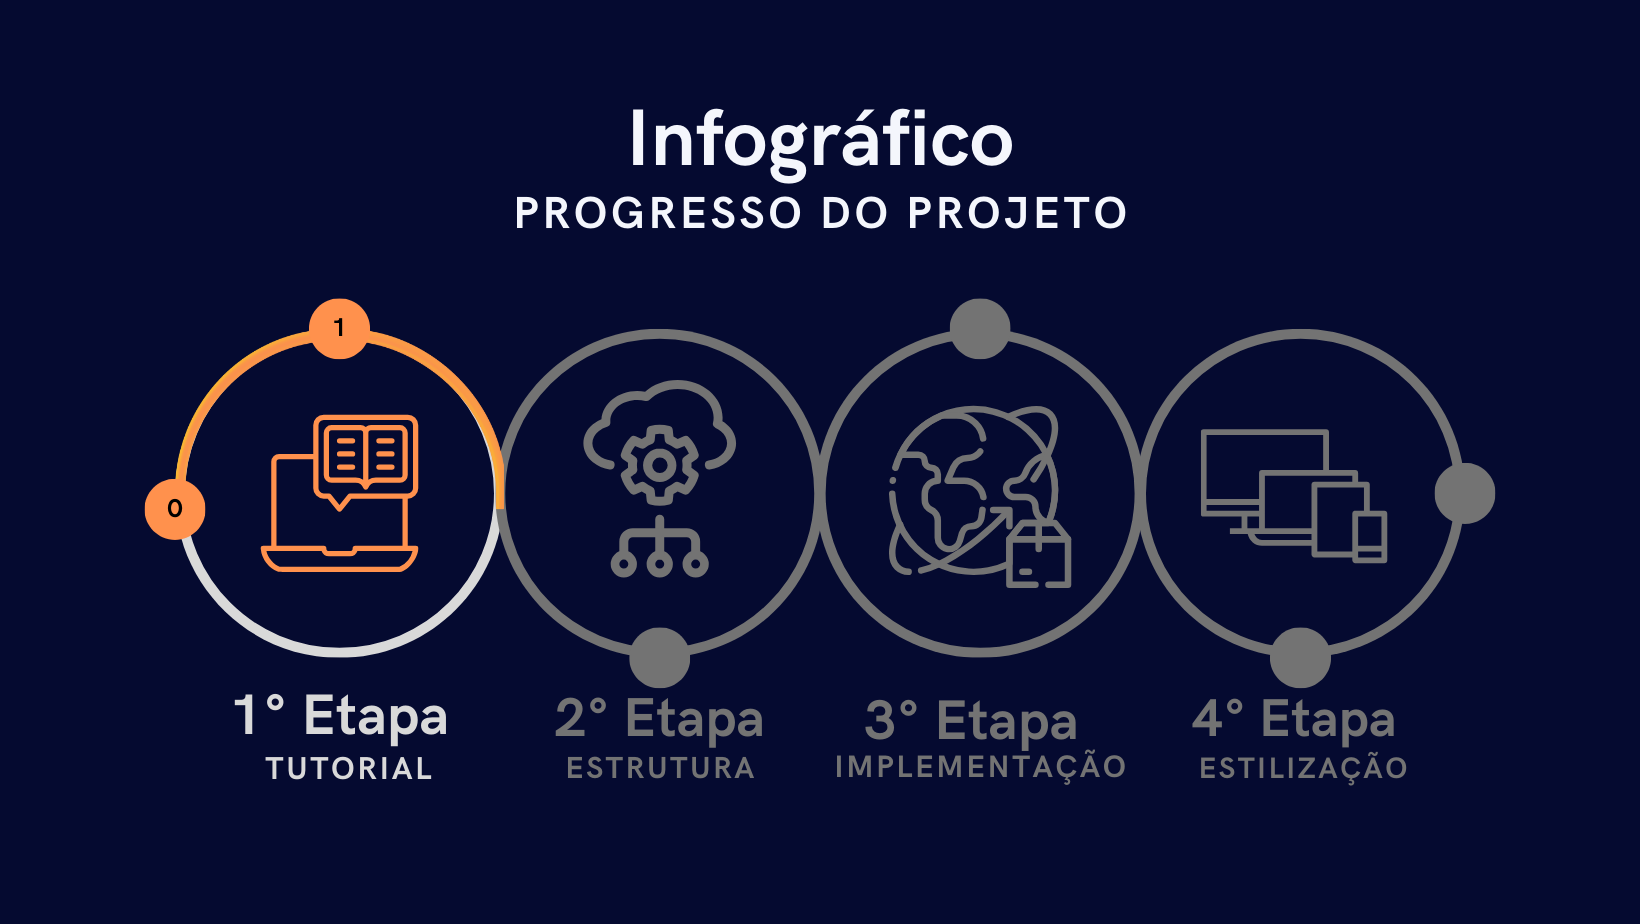 Infográfico
PROGRESSO DO PROJETO
1
0
1° Etapa
TUTORIAL
2° Etapa
ESTRUTURA
3° Etapa
IMPLEMENTAÇÃO
4° Etapa
ESTILIZAÇÃO